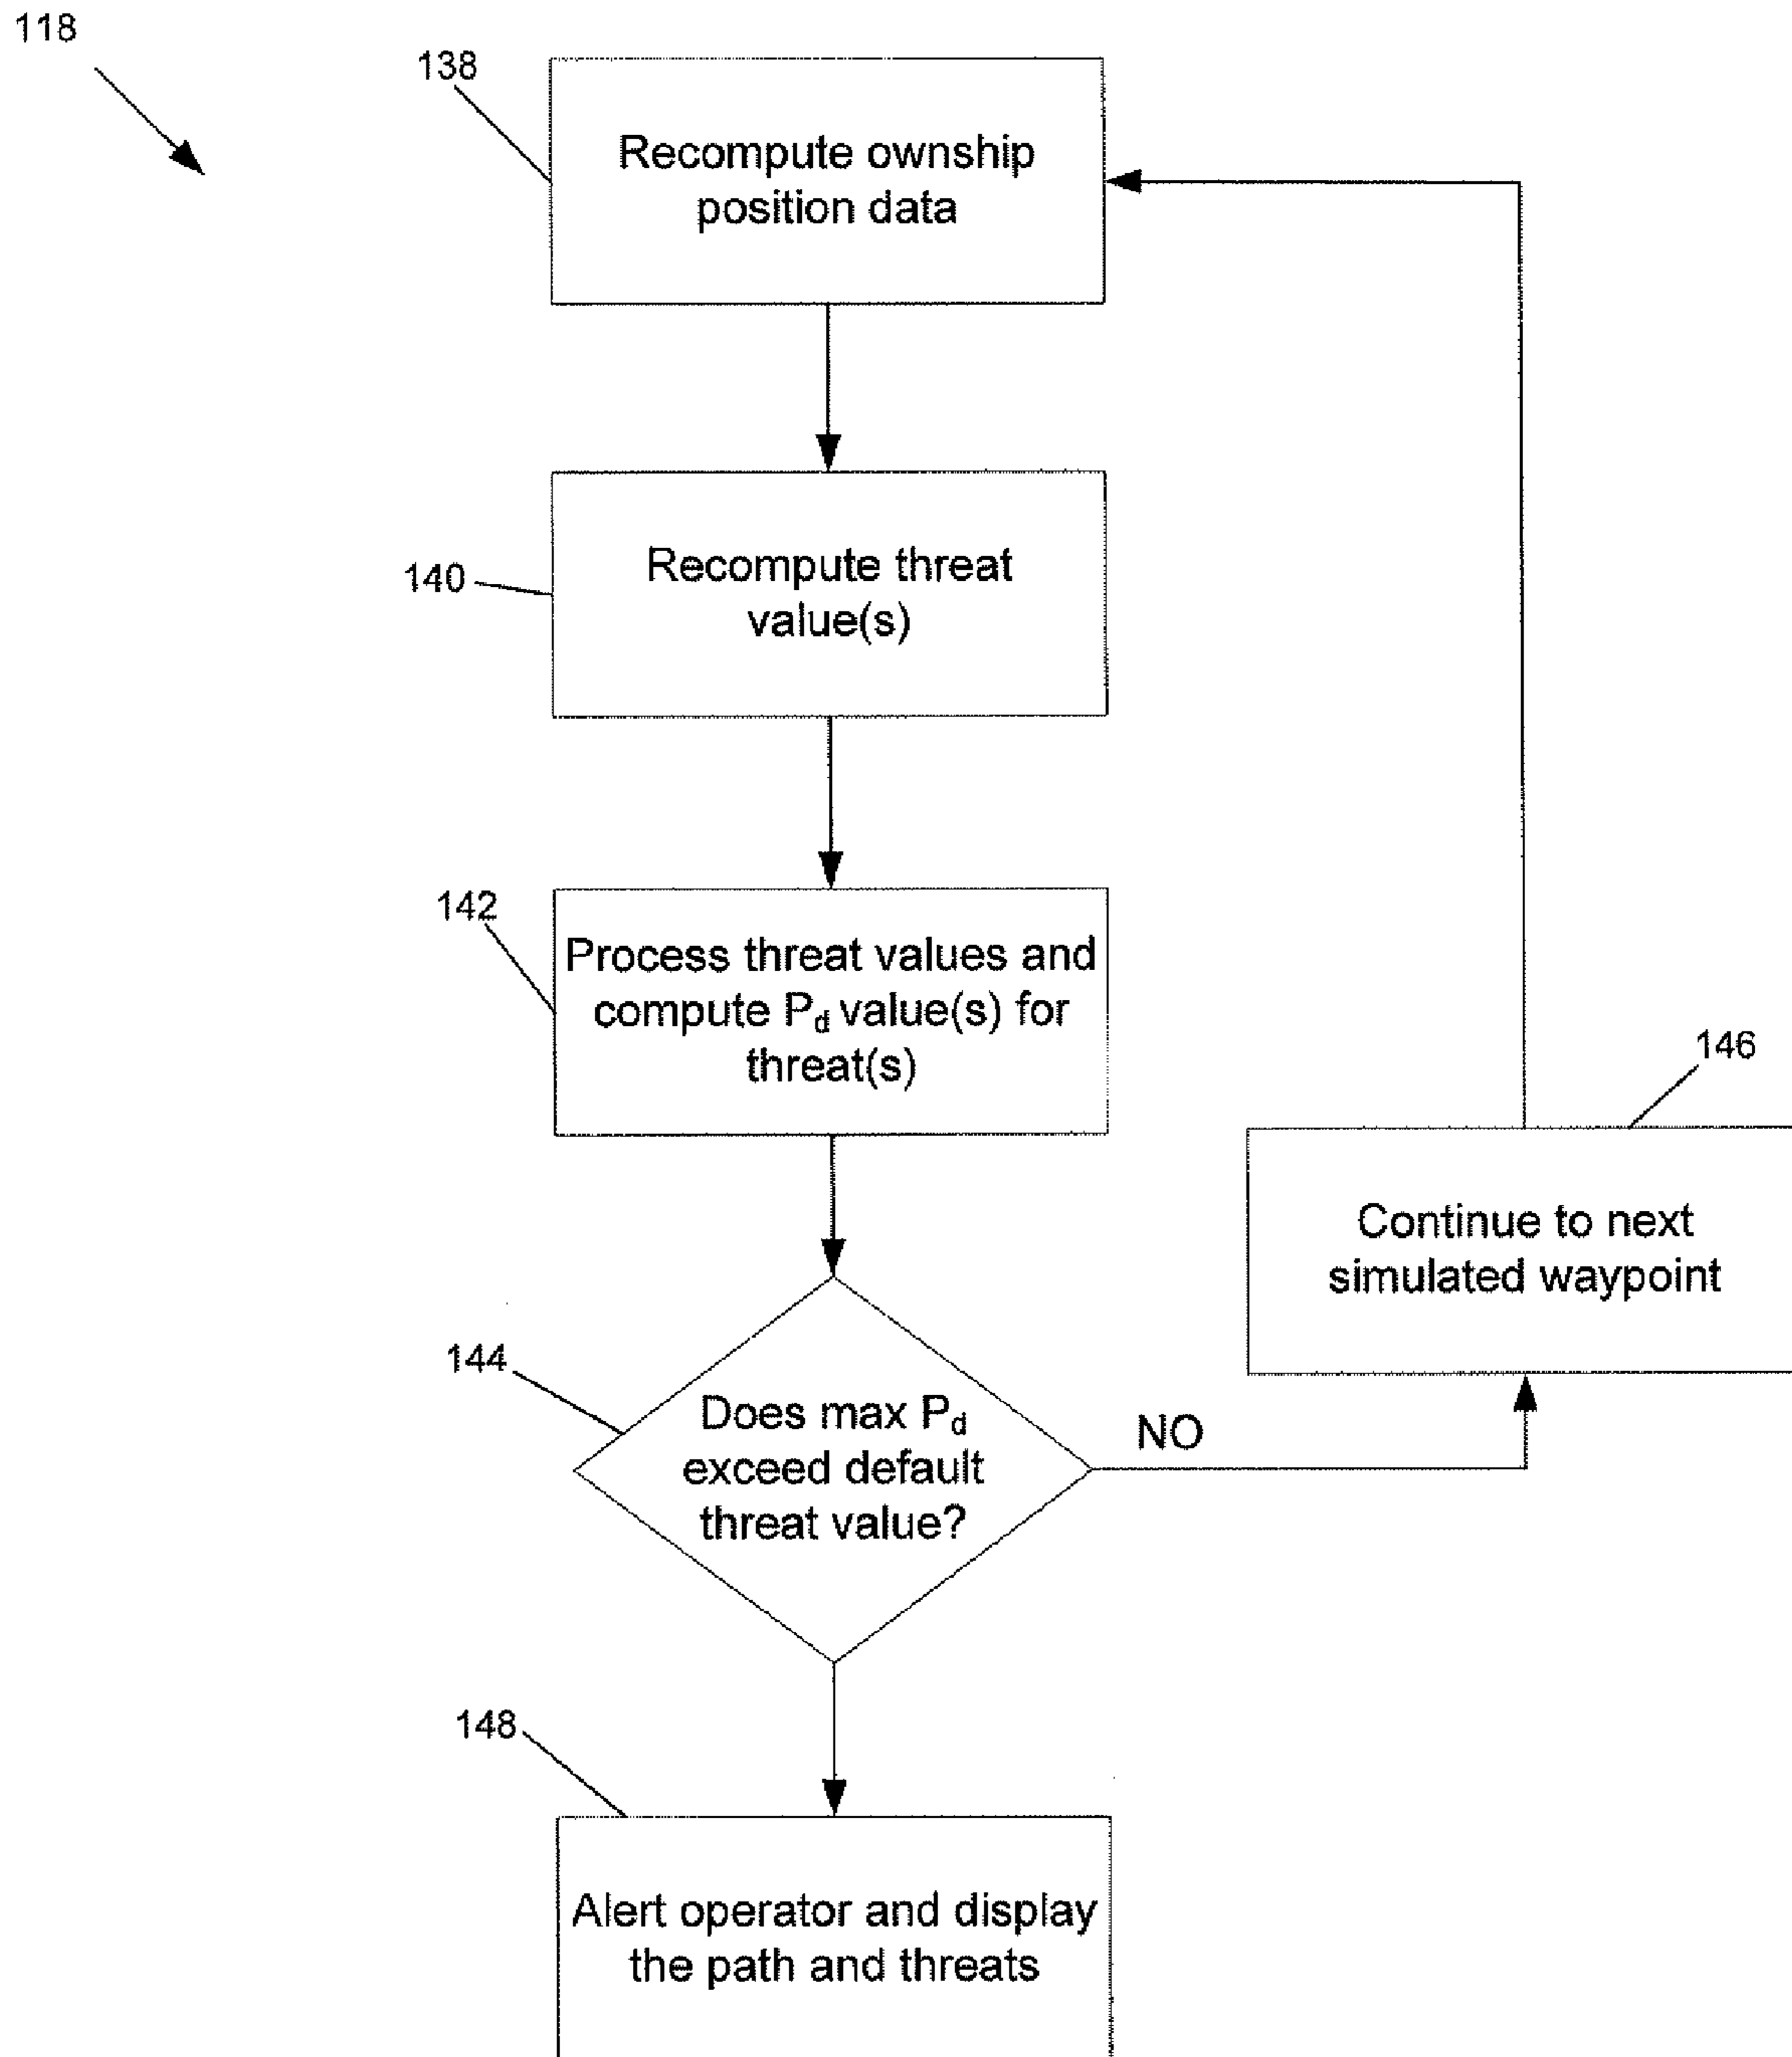 118
138
Recompute ownship
position data
140
Recompute threat
value(s)
142
Process threat values and
compute Pd value(s) for
threat(s)
146
Continue to next
simulated waypoint
144
Does max Pd
exceed default
threat value?
NO
148
Alert operator and display
the path and threats